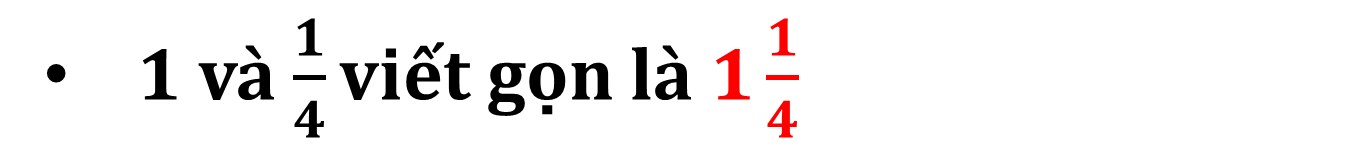 • 1 và 1/4 viết gọn là 1 1/4